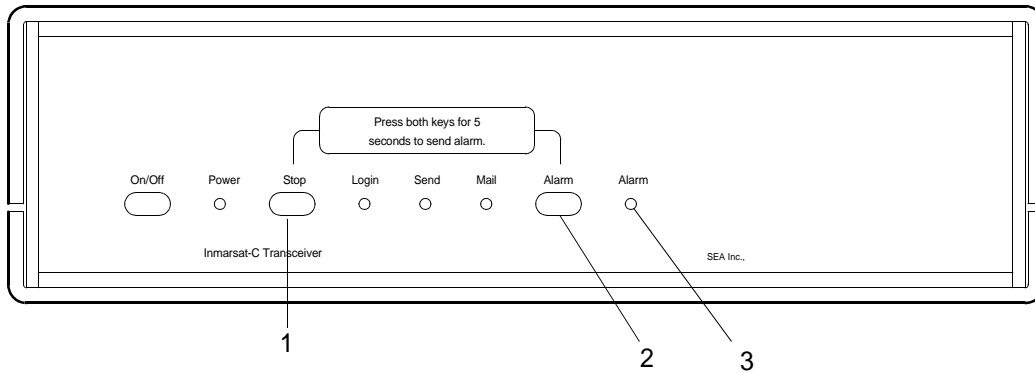 Press both keys for 5
seconds to send alarm.
On/Off Power Stop Login Send Mail Alarm Alarm
Inmarsat-C Transceiver SEA Inc.,
1 2 3